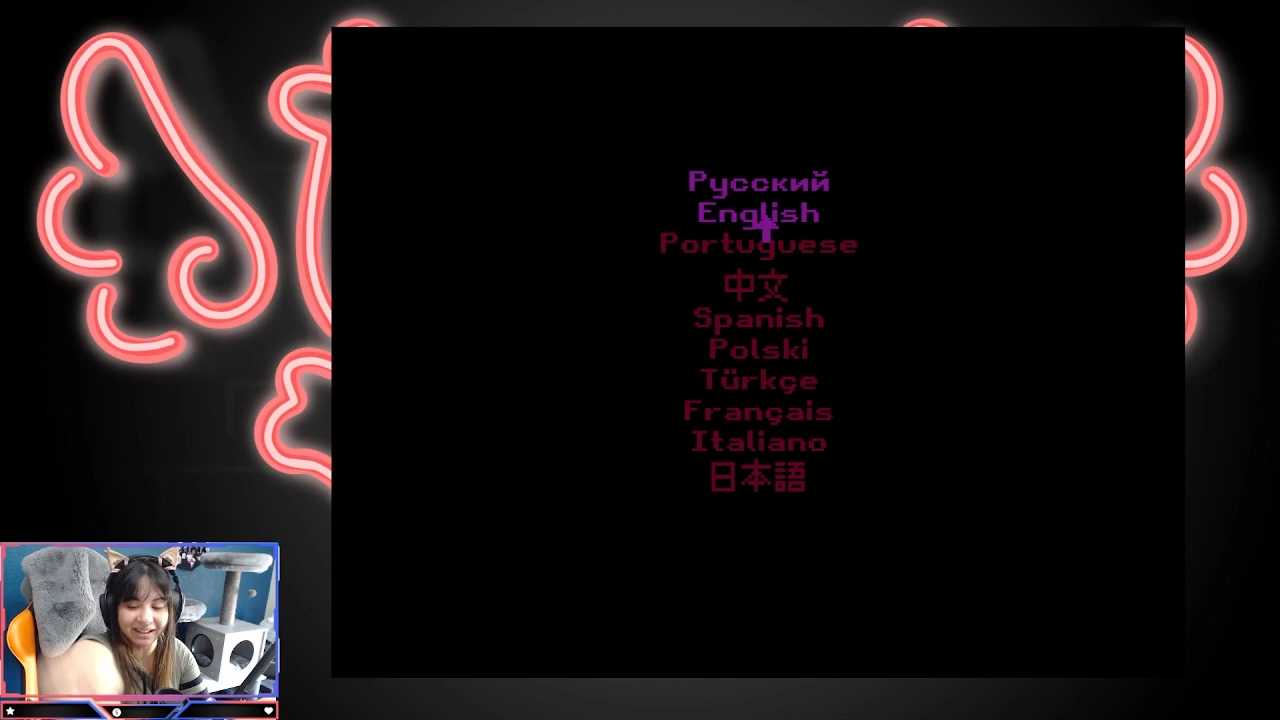 Русский
English
Portuguese
中文
Spanish
Polski
Türkçe
Français
Italiano
日本語